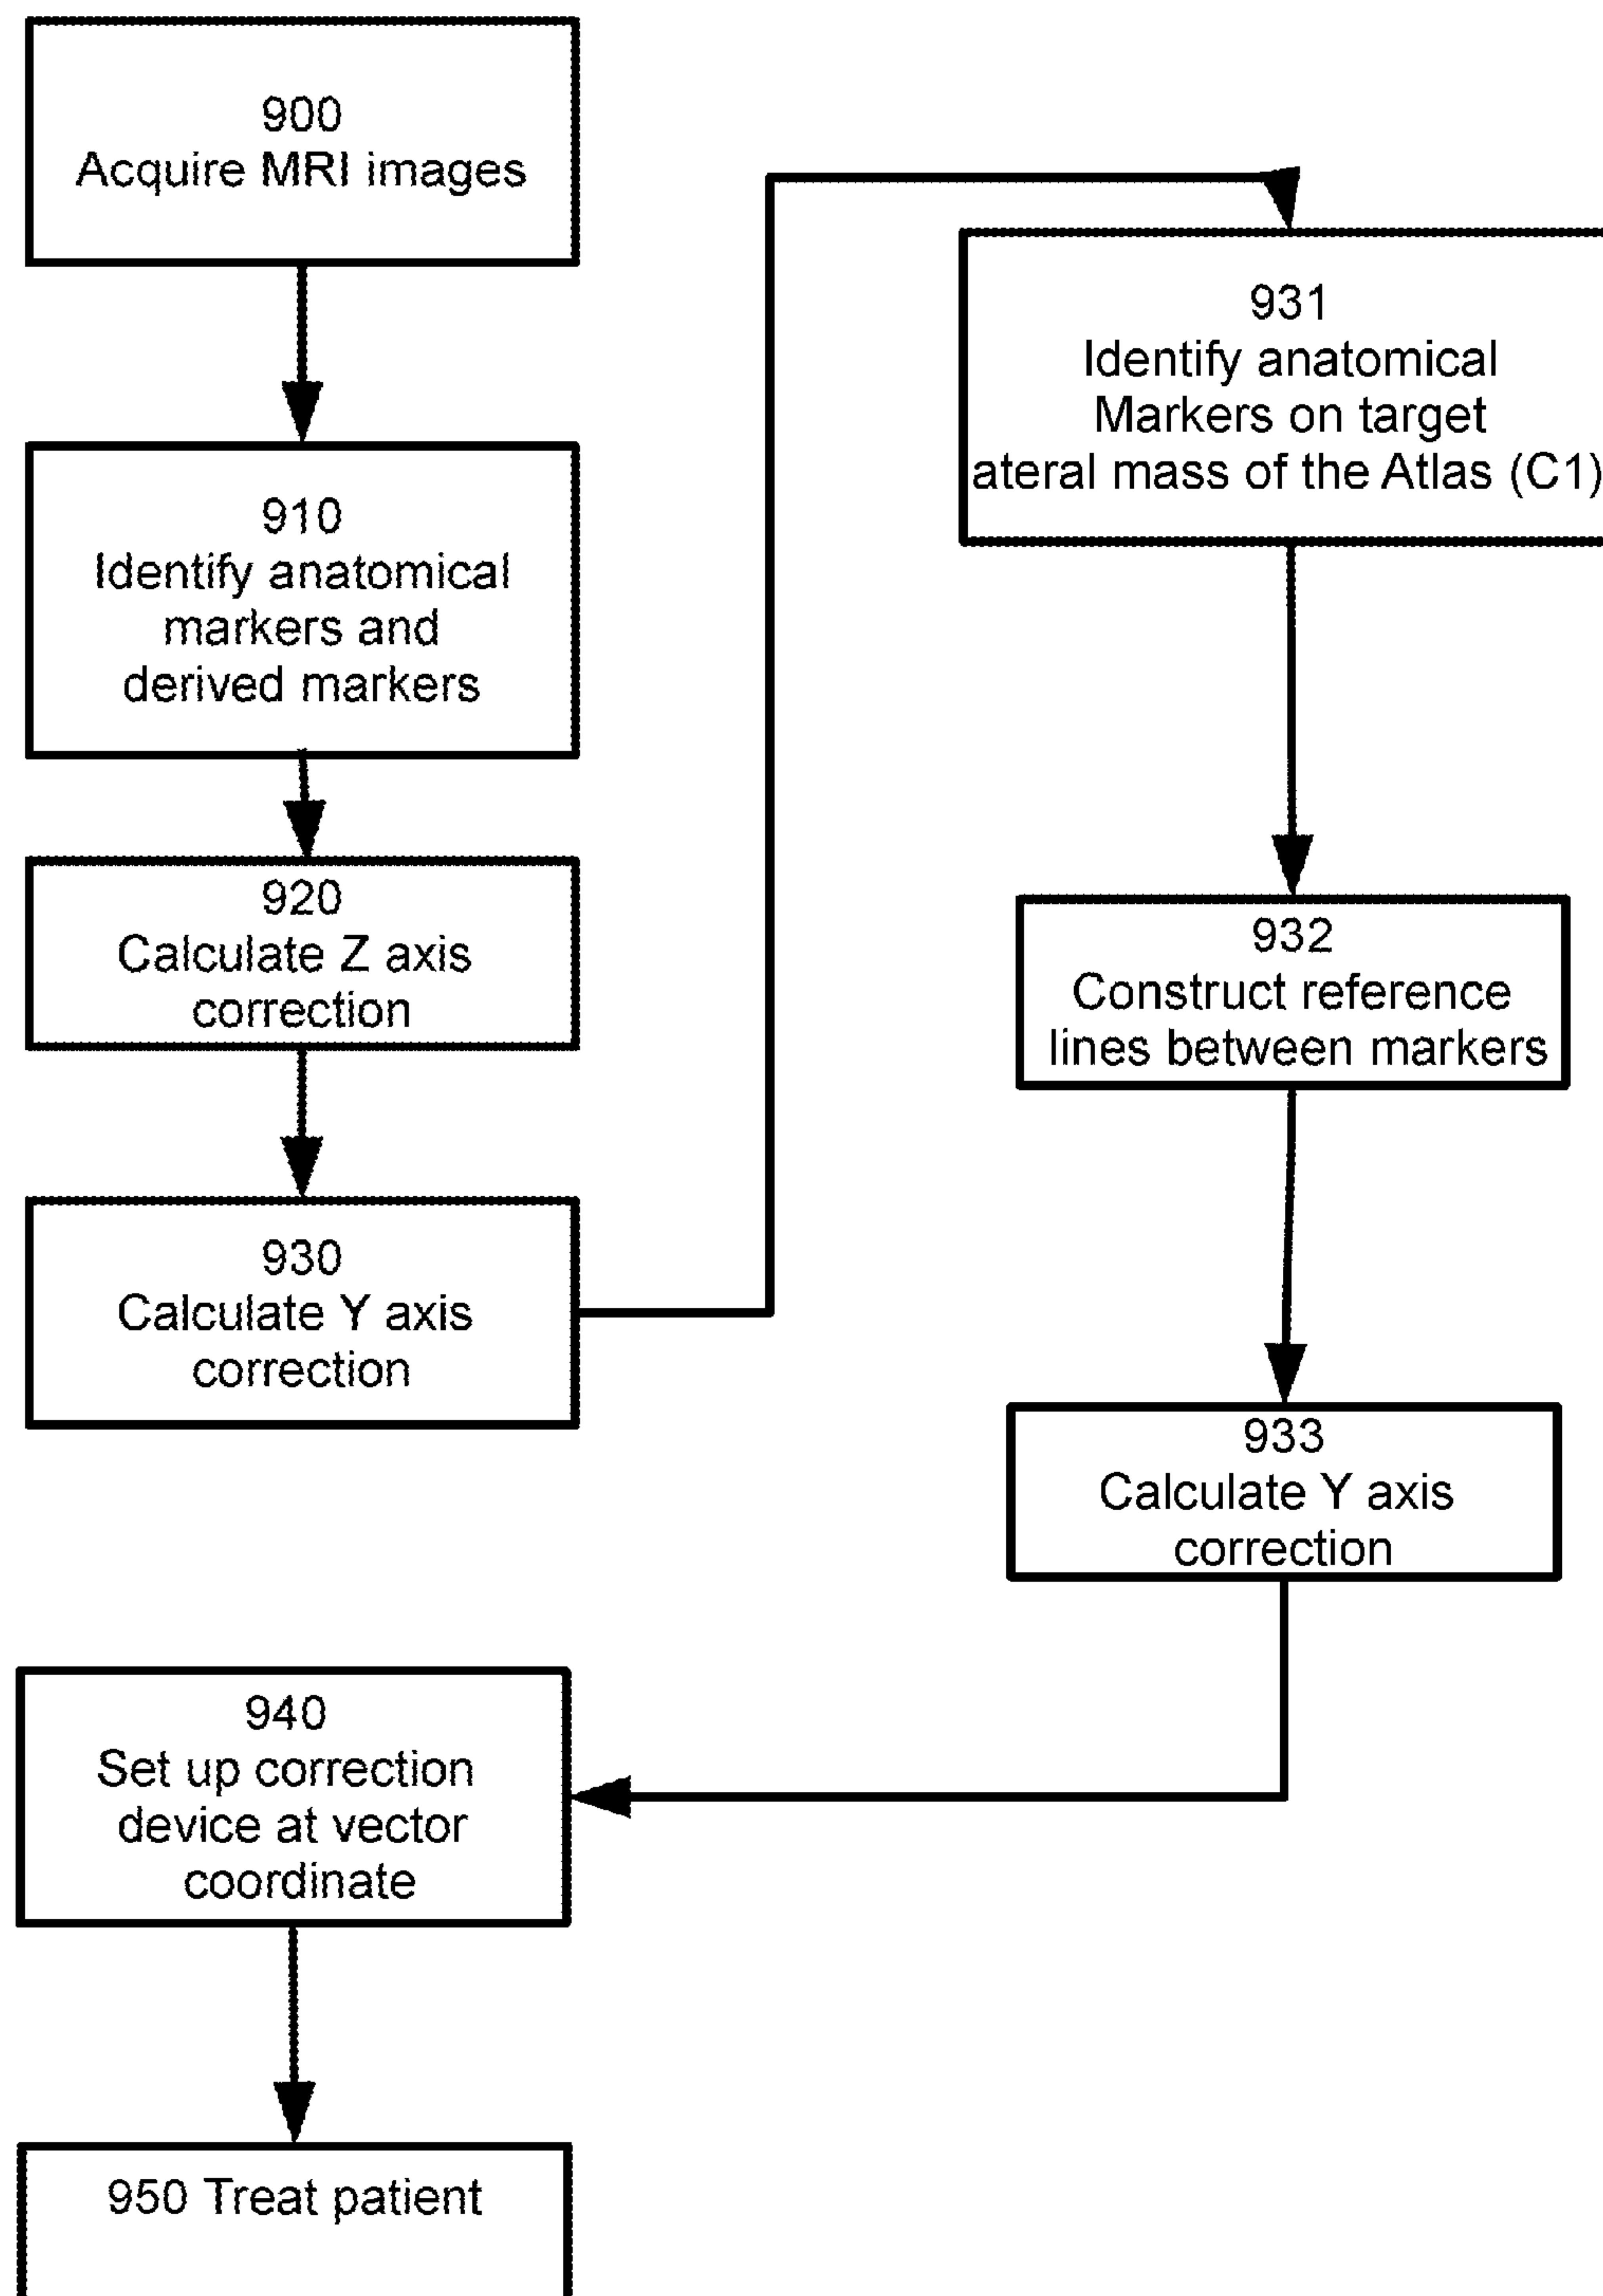 900
Acquire MRI images
910
Identify anatomical
markers and
derived markers
920
Calculate Z axis
correction
930
Calculate Y axis
correction
931
Identify anatomical
Markers on target
ateral mass of the Atlas (C1)
932
Construct reference
lines between markers
933
Calculate Y axis
correction
940
Set up correction
device at vector
coordinate
950 Treat patient